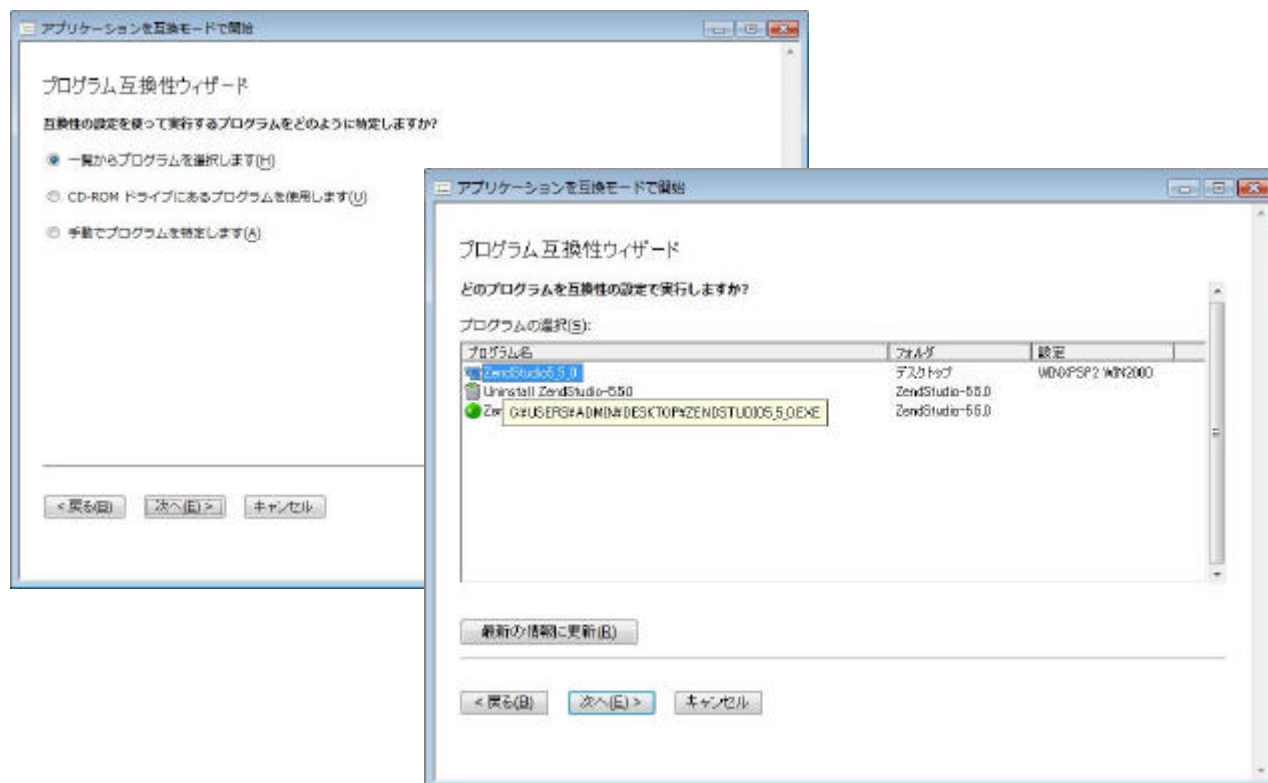 アプリケーションを互換モードで開始
プログラム互換性ウィザード
互換性の設定を使って実行するプログラムをどのように特定しますか?
一覧からプログラムを選択します(H)
CD-ROM ドライブにあるプログラムを使用します(U)
手動でプログラムを特定します(A)
< 戻る(B) 次へ(E) > キャンセル
アプリケーションを互換モードで開始
プログラム互換性ウィザード
どのプログラムを互換性の設定で実行しますか?
プログラムの選択(S):
プログラム名 フォルダ 設定
ZendStudio5_5_0 デスクトップ WINXPSP2 WIN2000
Uninstall ZendStudio-5.5.0 ZendStudio-5.5.0
Zen ZendStudio-5.5.0
C:¥USERS¥ADMIN¥DESKTOP¥ZENDSTUDIO5_5_0.EXE
最新の情報に更新(R)
< 戻る(B) 次へ(E) > キャンセル